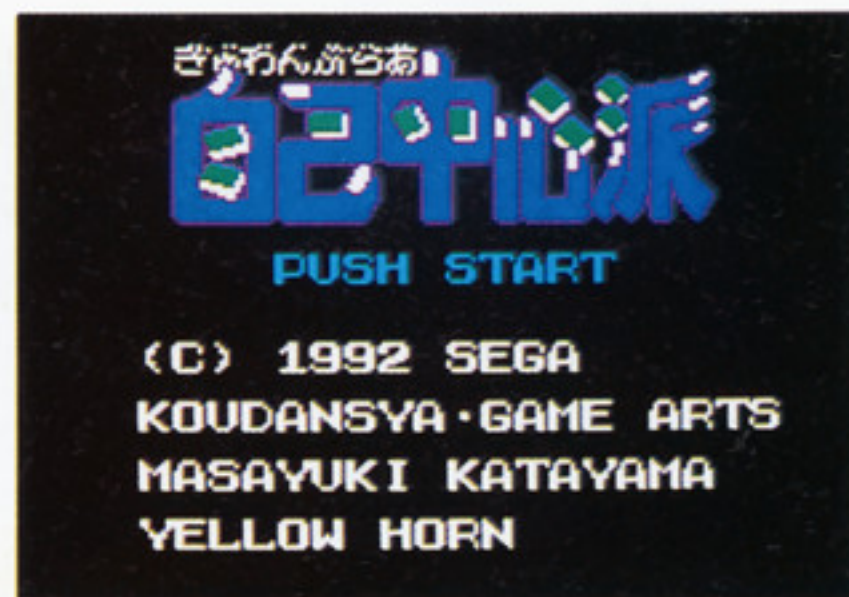 ぎゅわんぶらあ
自己中心派
PUSH START
(C) 1992 SEGA
KOUDANSYA·GAME ARTS
MASAYUKI KATAYAMA
YELLOW HORN